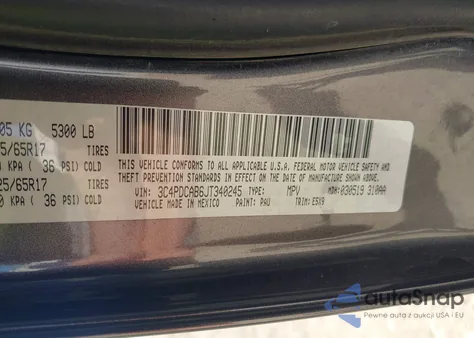 05 KG 5300 LB
5/65R17 TIRES
KPA ( 36 PSI) COLD
25/65R17 TIRES
0 KPA ( 36 PSI) COLD
THIS VEHICLE CONFORMS TO ALL APPLICABLE U.S.A. FEDERAL MOTOR VEHICLE SAFETY AND
THEFT PREVENTION STANDARDS IN EFFECT ON THE DATE OF MANUFACTURE SHOWN ABOVE.
VIN: 3C4PDCAB6JT340245 TYPE: MPV MDH: 030519 310AA
VEHICLE MADE IN MEXICO PAINT: PAU TRIM: E5X9
autoSnap
Pewne auta z aukcji USA i EU